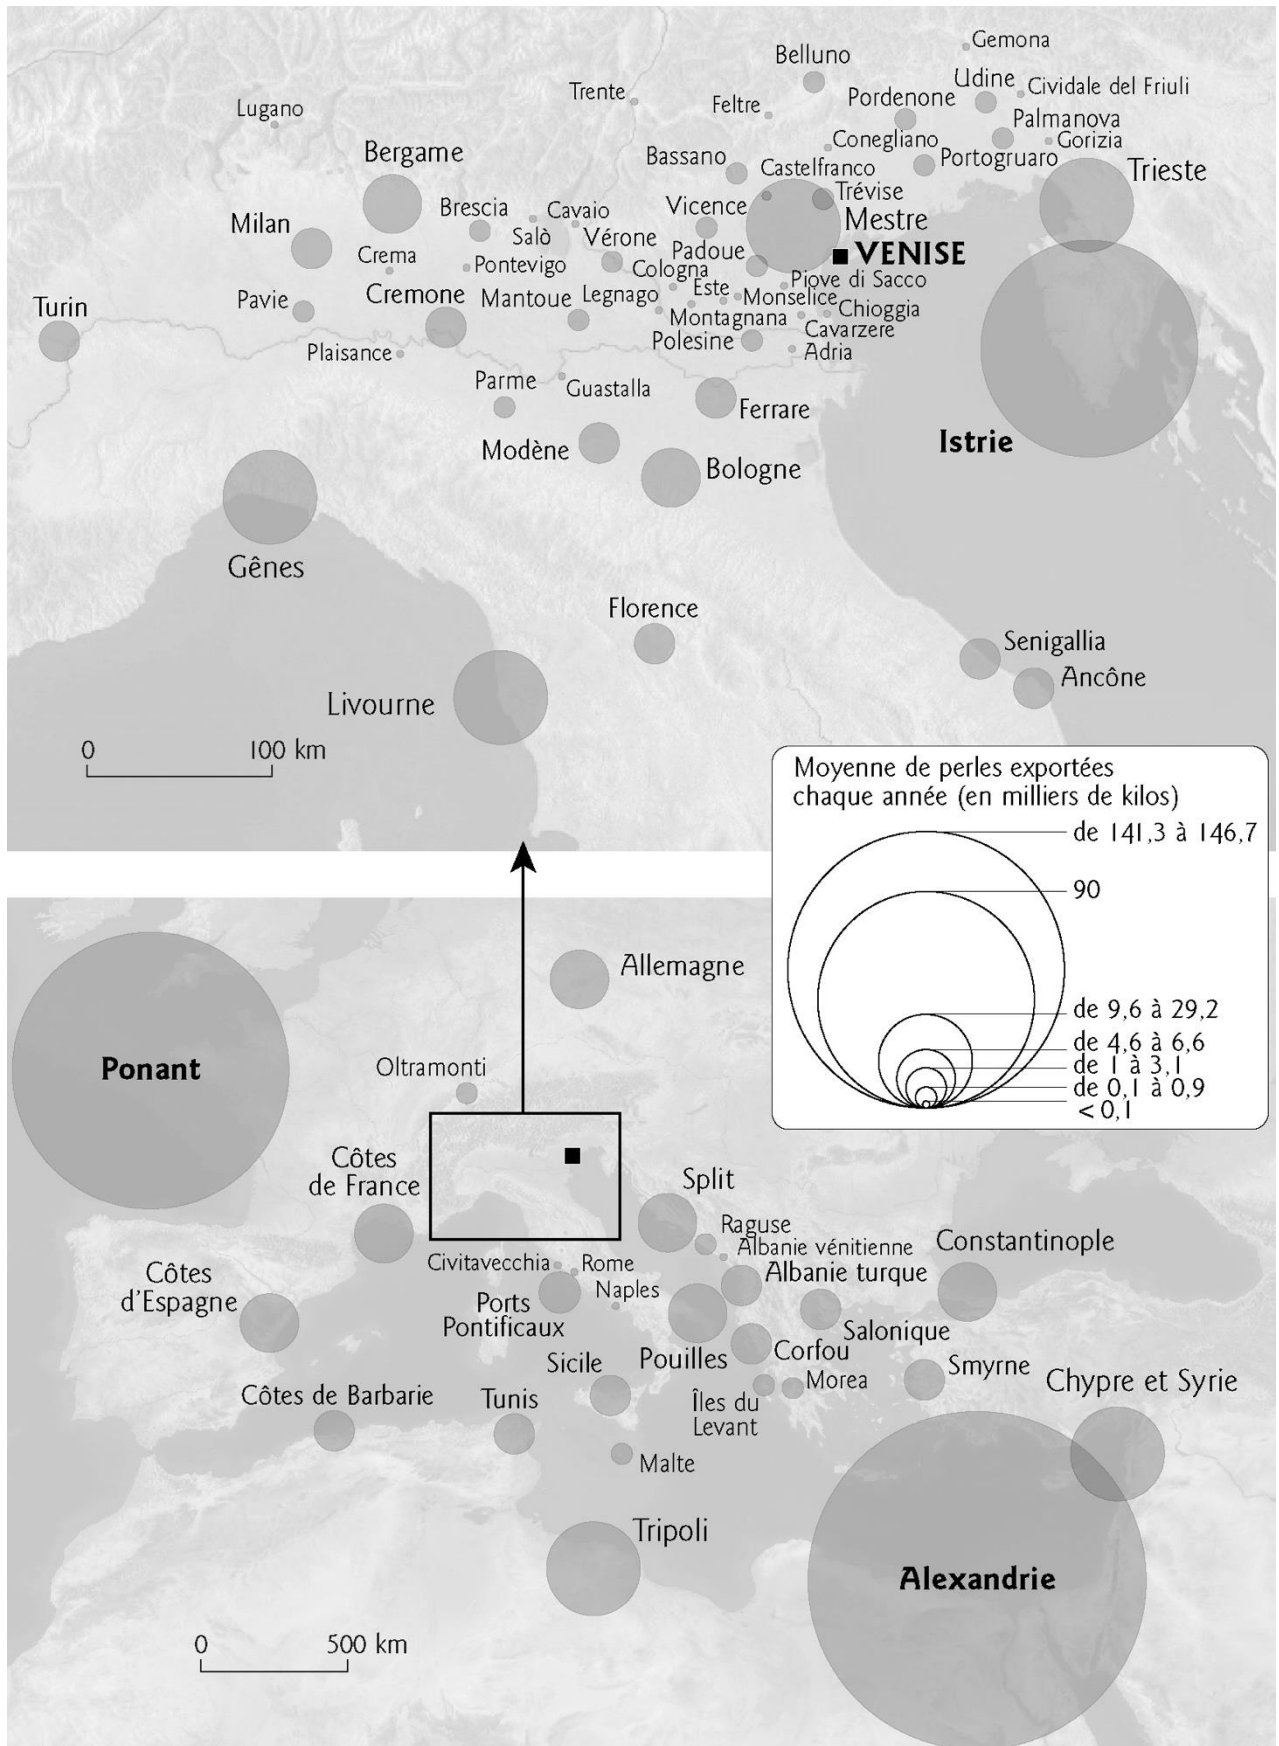 Gemona
Belluno
Udine
Cividale del Friuli
Trente
Feltre
Pordenone
Lugano
Palmanova
Conegliano
Gorizia
Bergame
Bassano
Castelfranco
Portogruaro
Trieste
Milan
Brescia
Cavaio
Vicence
Trévise
Mestre
Salò
Vérone
Padoue
VENISE
Crema
Pontevigo
Cologna
Piove di Sacco
Turin
Pavie
Cremone
Mantoue
Legnago
Este
Monselice
Chioggia
Montagnana
Cavarzere
Plaisance
Polesine
Adria
Parme
Guastalla
Ferrare
Modène
Istrie
Bologne
Gênes
Florence
Senigallia
Ancône
Livourne
0 100 km
Moyenne de perles exportées
chaque année (en milliers de kilos)
de 141,3 à 146,7
90
de 9,6 à 29,2
de 4,6 à 6,6
de 1 à 3,1
de 0,1 à 0,9
< 0,1
Allemagne
Ponant
Oltramonti
Côtes
de France
Split
Raguse
Albanie vénitienne
Constantinople
Civitavecchia
Rome
Albanie turque
Côtes
d'Espagne
Naples
Ports
Pontificaux
Salonique
Sicile
Pouilles
Corfou
Smyrne
Côtes de Barbarie
Tunis
Morea
Chypre et Syrie
Îles du
Levant
Malte
Tripoli
Alexandrie
0 500 km